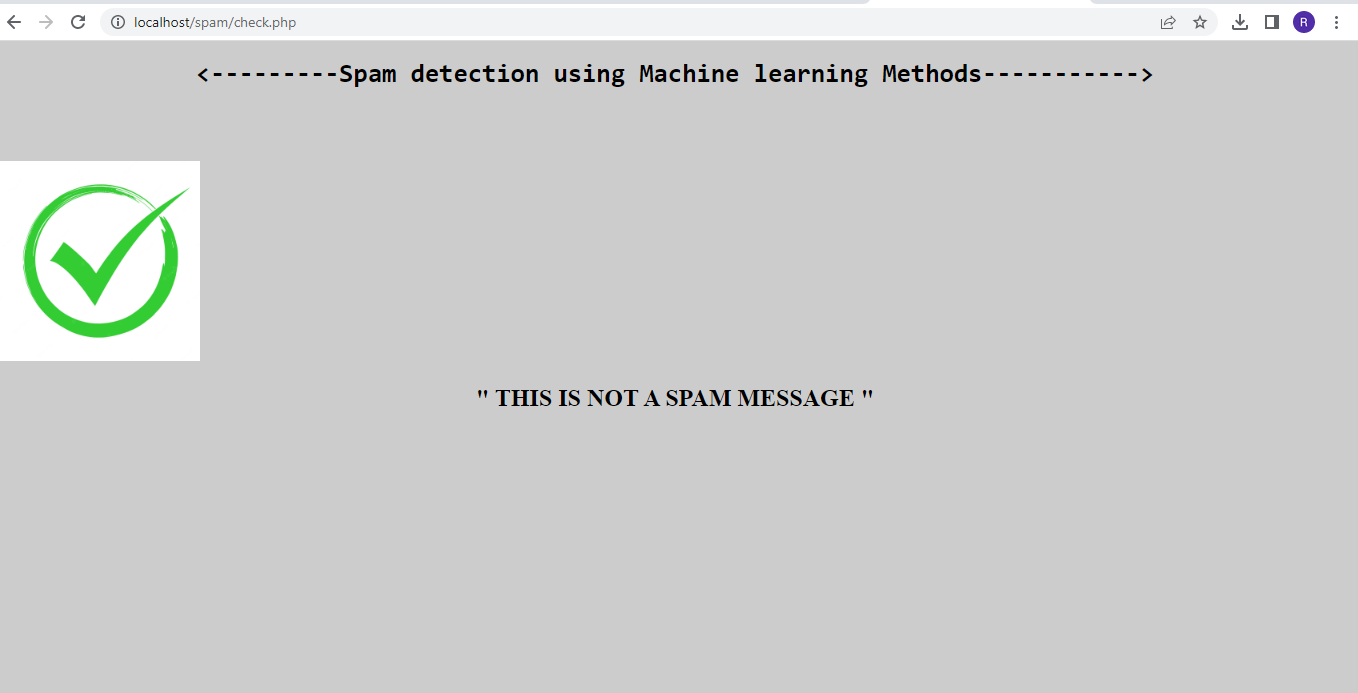 localhost/spam/check.php
R
<---------Spam detection using Machine learning Methods----------->
" THIS IS NOT A SPAM MESSAGE "